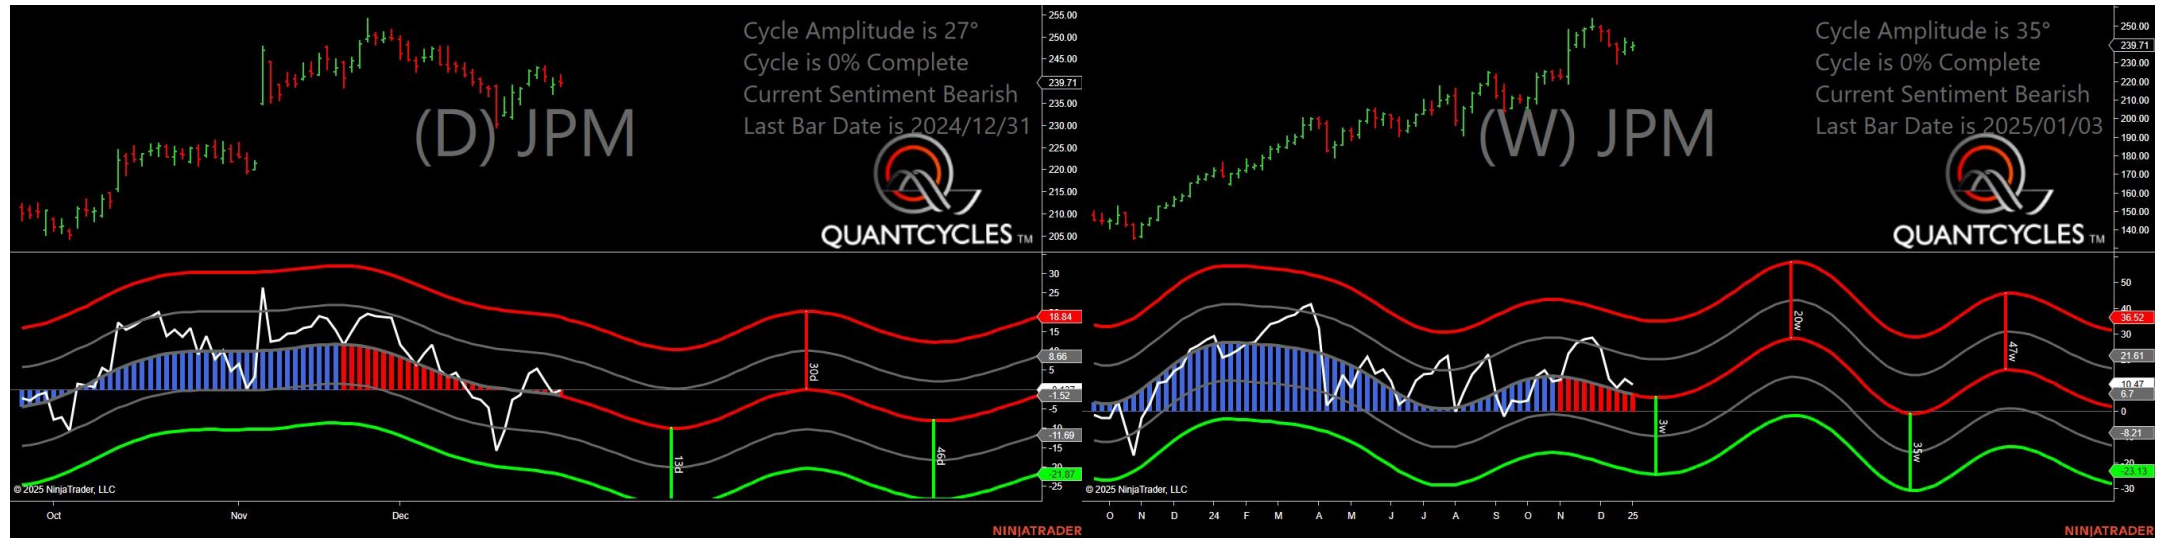 Cycle Amplitude is 27°
Cycle is 0% Complete
Current Sentiment Bearish
Last Bar Date is 2024/12/31
(D) JPM
QUANTCYCLES TM
255.00
250.00
245.00
239.71
235.00
230.00
225.00
220.00
215.00
210.00
205.00
30
25
18.84
15
8.66
5
-1.52
-5
-11.69
-15
-21.87
-25
13d
30d
46d
© 2025 NinjaTrader, LLC
Oct Nov Dec
NINJATRADER
Cycle Amplitude is 35°
Cycle is 0% Complete
Current Sentiment Bearish
Last Bar Date is 2025/01/03
(W) JPM
QUANTCYCLES TM
250.00
239.71
230.00
220.00
210.00
200.00
190.00
180.00
170.00
160.00
150.00
140.00
50
40
36.52
30
21.61
10.47
6.7
0
-8.21
-23.13
-30
3w
20w
35w
47w
© 2025 NinjaTrader, LLC
O N D 24 F M A M J J A S O N D 25
NINJATRADER